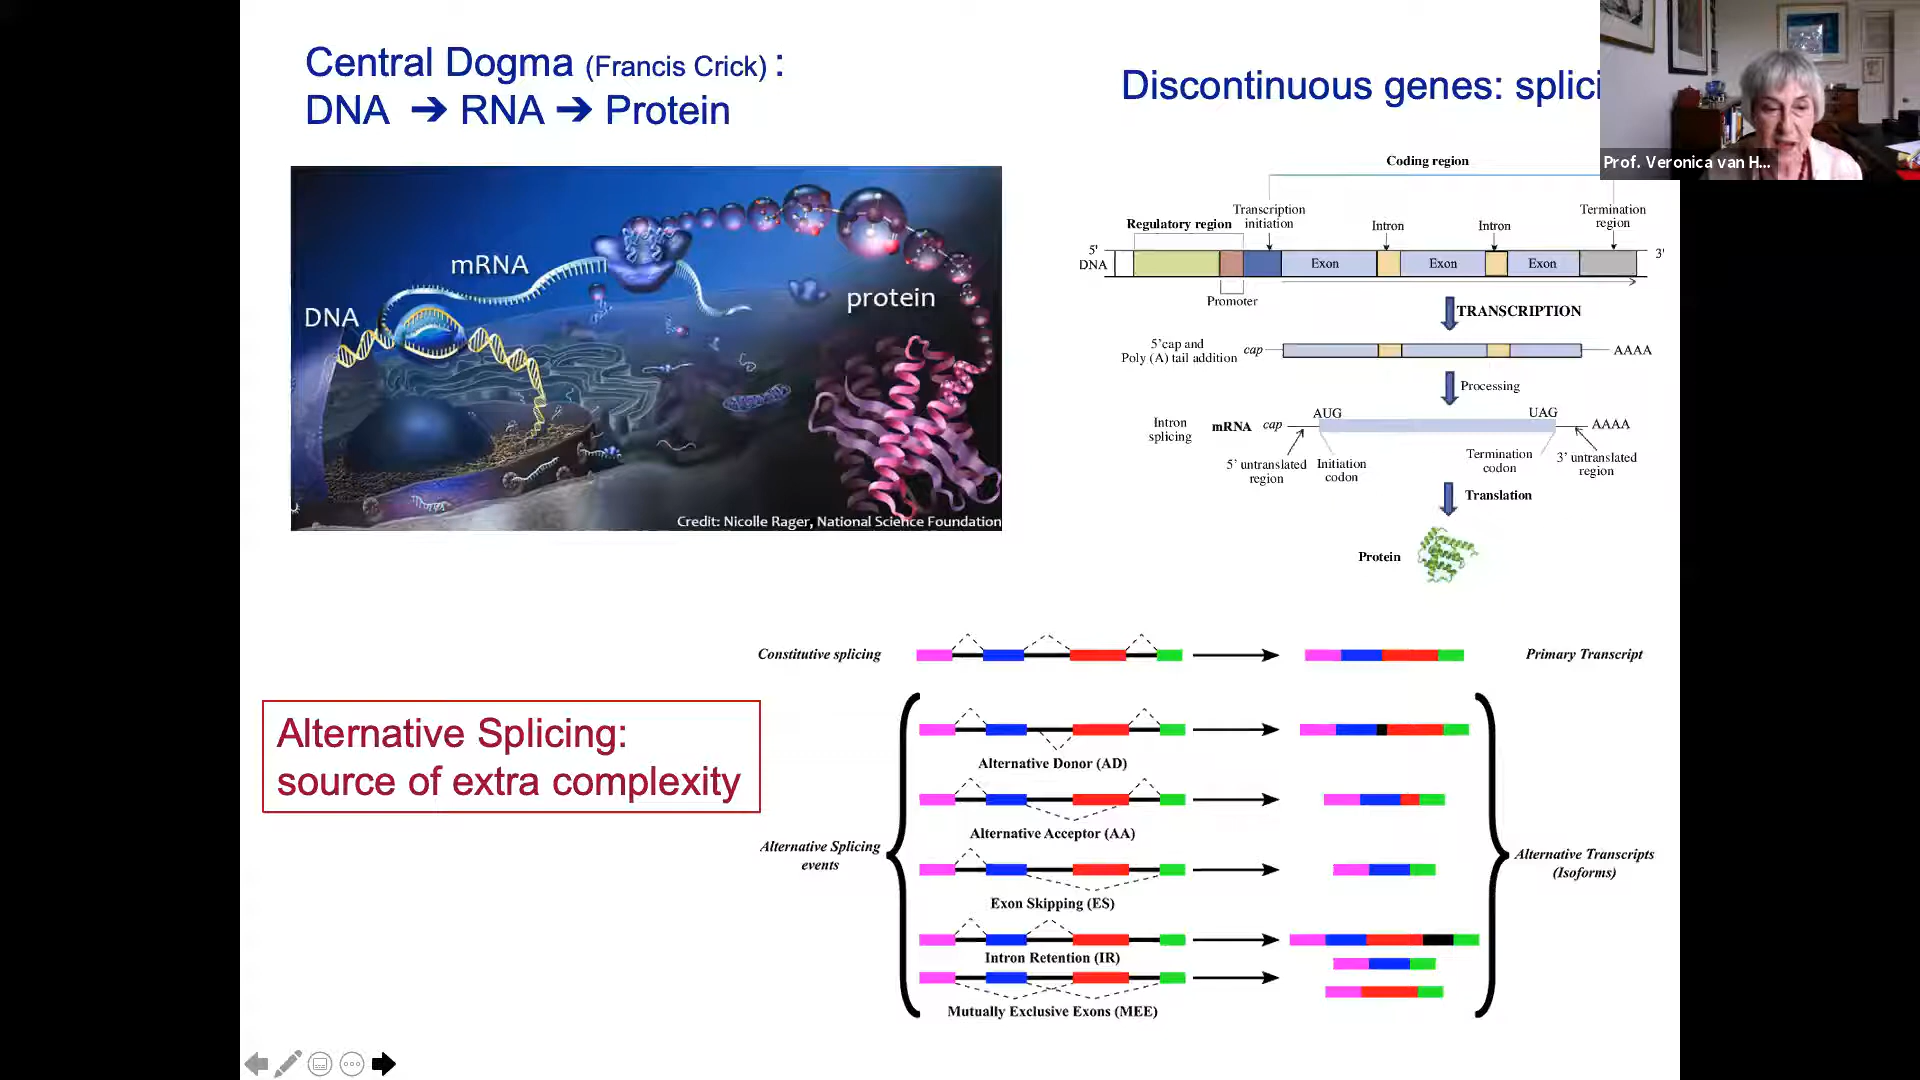 Central Dogma (Francis Crick) :
DNA ➔ RNA ➔ Protein
DNA
mRNA
protein
Credit: Nicolle Rager, National Science Foundation
Discontinuous genes: splici
Prof. Veronica van H...
Coding region
Regulatory region
Transcription
initiation
Intron
Intron
Termination
region
5'
DNA
Exon
Exon
Exon
3'
Promoter
TRANSCRIPTION
5'cap and
Poly (A) tail addition
cap
AAAA
Processing
Intron
splicing
mRNA
cap
AUG
UAG
AAAA
5' untranslated
region
Initiation
codon
Termination
codon
3' untranslated
region
Translation
Protein
Alternative Splicing:
source of extra complexity
Constitutive splicing
Primary Transcript
Alternative Donor (AD)
Alternative Acceptor (AA)
Alternative Splicing
events
Exon Skipping (ES)
Intron Retention (IR)
Mutually Exclusive Exons (MEE)
Alternative Transcripts
(Isoforms)